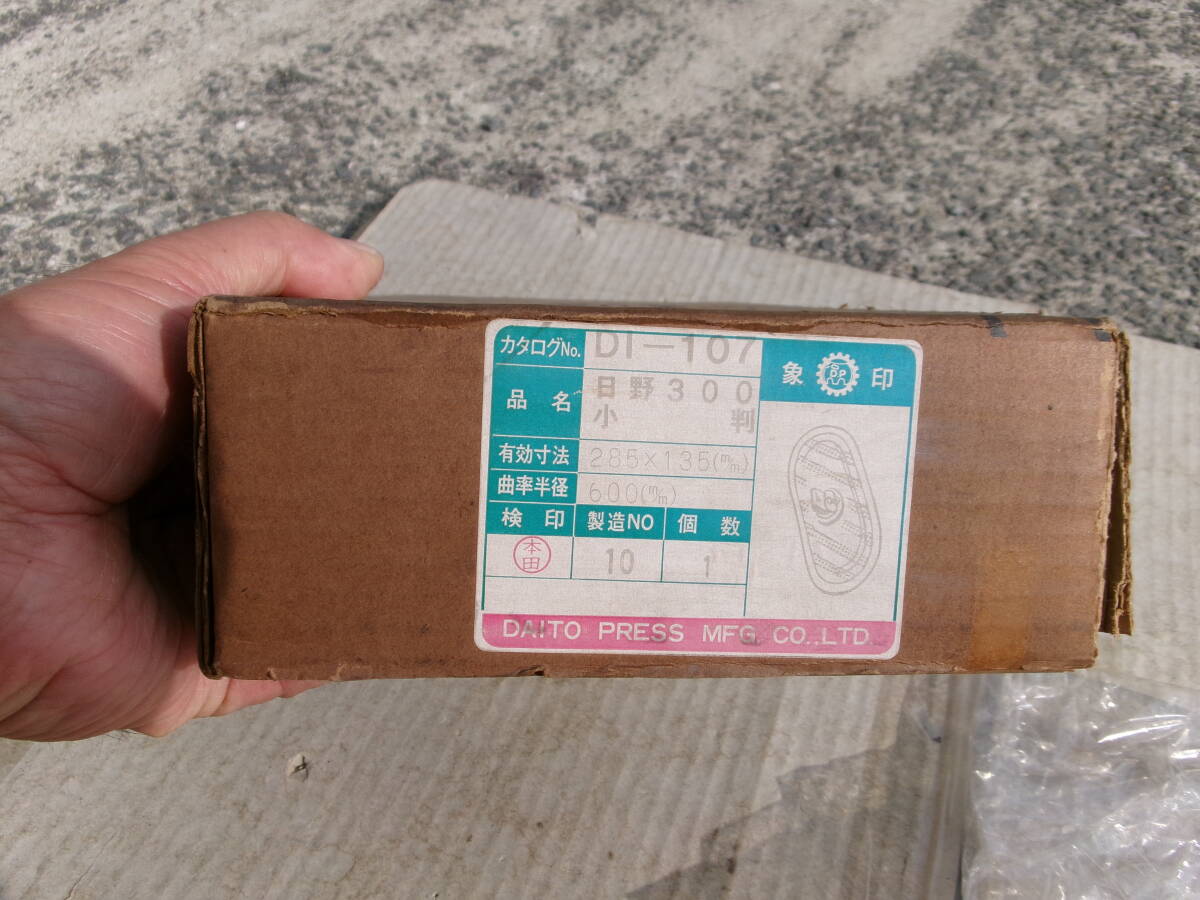 カタログNo. DI-107
品名 日野300
小判
有効寸法 285×135(m/m)
曲率半径 600(m/m)
検印 製造NO 個数
本田 10 1
象 印
DAITO PRESS MFG. CO.,LTD.